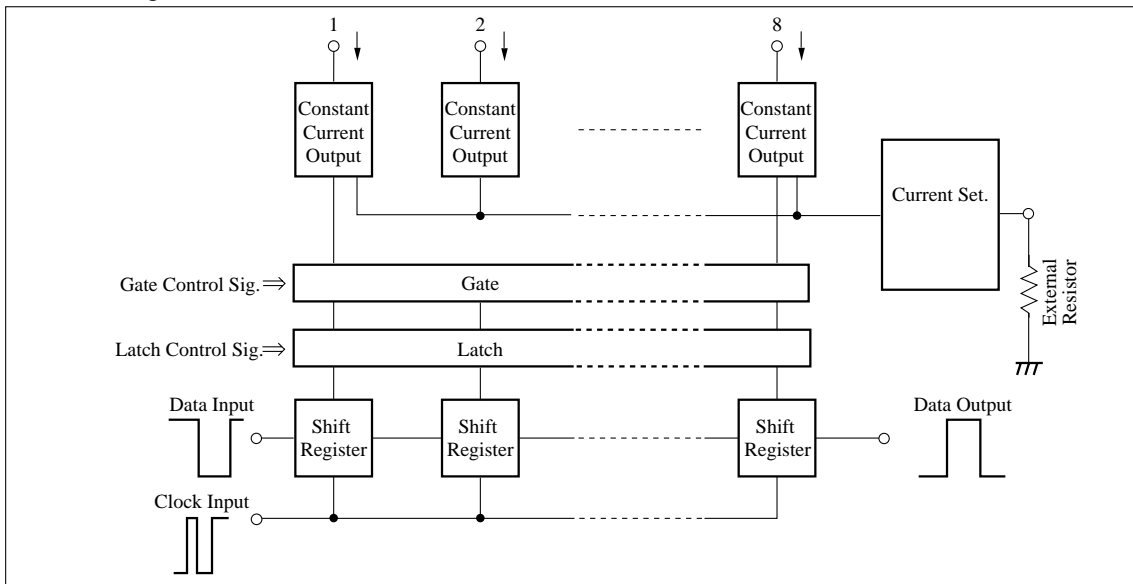 1
2
8
Constant
Current
Output
Constant
Current
Output
Constant
Current
Output
Current Set.
External
Resistor
Gate Control Sig.
Gate
Latch Control Sig.
Latch
Data Input
Shift
Register
Shift
Register
Shift
Register
Data Output
Clock Input